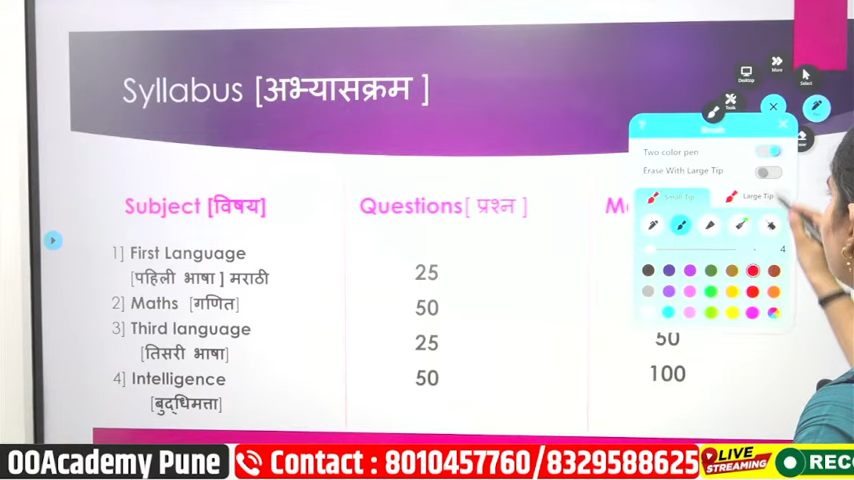 Syllabus [अभ्यासक्रम ]
More
Desktop
Select
Tools
Two color pen
Erase With Large Tip
Small Tip
Large Tip
4
Subject [विषय]
Questions[ प्रश्न ]
1] First Language
[पहिली भाषा ] मराठी
25
2] Maths [गणित]
50
3] Third language
[तिसरी भाषा]
25
50
4] Intelligence
[बुद्धिमत्ता]
50
100
OOAcademy Pune
Contact : 8010457760/8329588625
LIVE
STREAMING